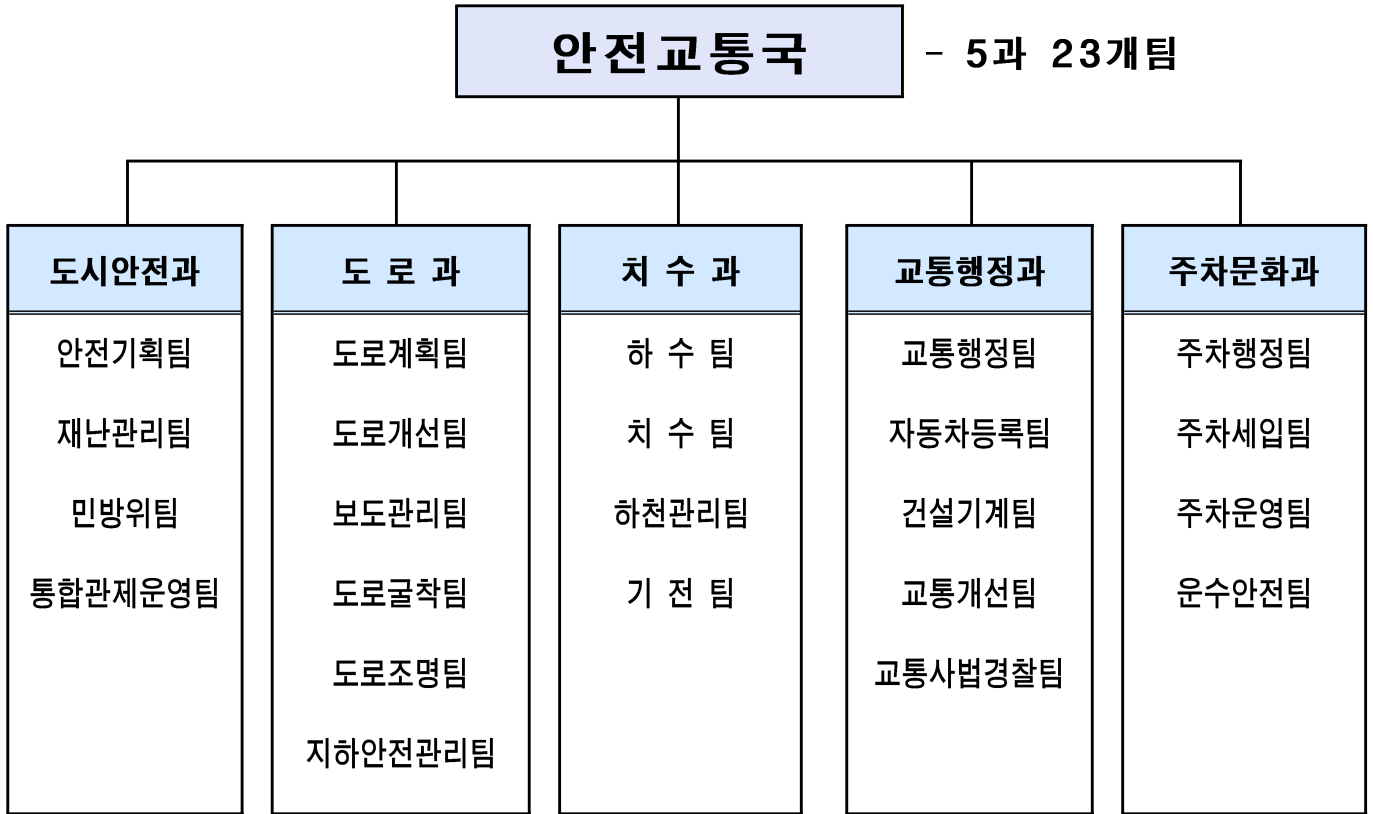 안전교통국 - 5과 23개팀
도시안전과
안전기획팀
재난관리팀
민방위팀
통합관제운영팀
도 로 과
도로계획팀
도로개선팀
보도관리팀
도로굴착팀
도로조명팀
지하안전관리팀
치 수 과
하 수 팀
치 수 팀
하천관리팀
기 전 팀
교통행정과
교통행정팀
자동차등록팀
건설기계팀
교통개선팀
교통사법경찰팀
주차문화과
주차행정팀
주차세입팀
주차운영팀
운수안전팀